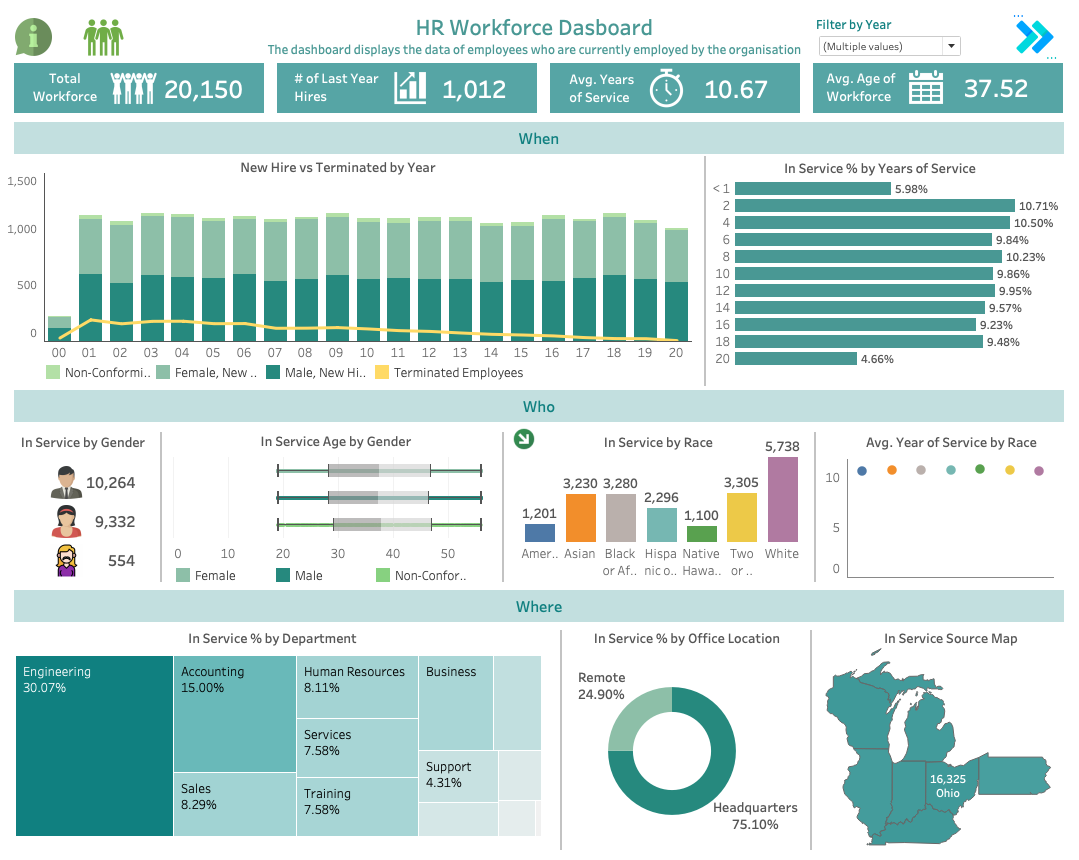 HR Workforce Dasboard
The dashboard displays the data of employees who are currently employed by the organisation
Filter by Year
(Multiple values)
Total
Workforce
20,150
# of Last Year
Hires
1,012
Avg. Years
of Service
10.67
Avg. Age of
Workforce
37.52
When
New Hire vs Terminated by Year
1,500
1,000
500
0
00 01 02 03 04 05 06 07 08 09 10 11 12 13 14 15 16 17 18 19 20
Non-Conformi.. Female, New .. Male, New Hi.. Terminated Employees
In Service % by Years of Service
< 1 5.98%
2 10.71%
4 10.50%
6 9.84%
8 10.23%
10 9.86%
12 9.95%
14 9.57%
16 9.23%
18 9.48%
20 4.66%
Who
In Service by Gender
10,264
9,332
554
In Service Age by Gender
0 10 20 30 40 50
Female Male Non-Confor..
In Service by Race
1,201 3,230 3,280 2,296 1,100 3,305 5,738
Amer.. Asian Black Hispa Native Two White
or Af.. nic o.. Hawa.. or ..
Avg. Year of Service by Race
10
5
0
Where
In Service % by Department
Engineering
30.07%
Accounting
15.00%
Sales
8.29%
Human Resources
8.11%
Services
7.58%
Training
7.58%
Business
Support
4.31%
In Service % by Office Location
Remote
24.90%
Headquarters
75.10%
In Service Source Map
16,325
Ohio